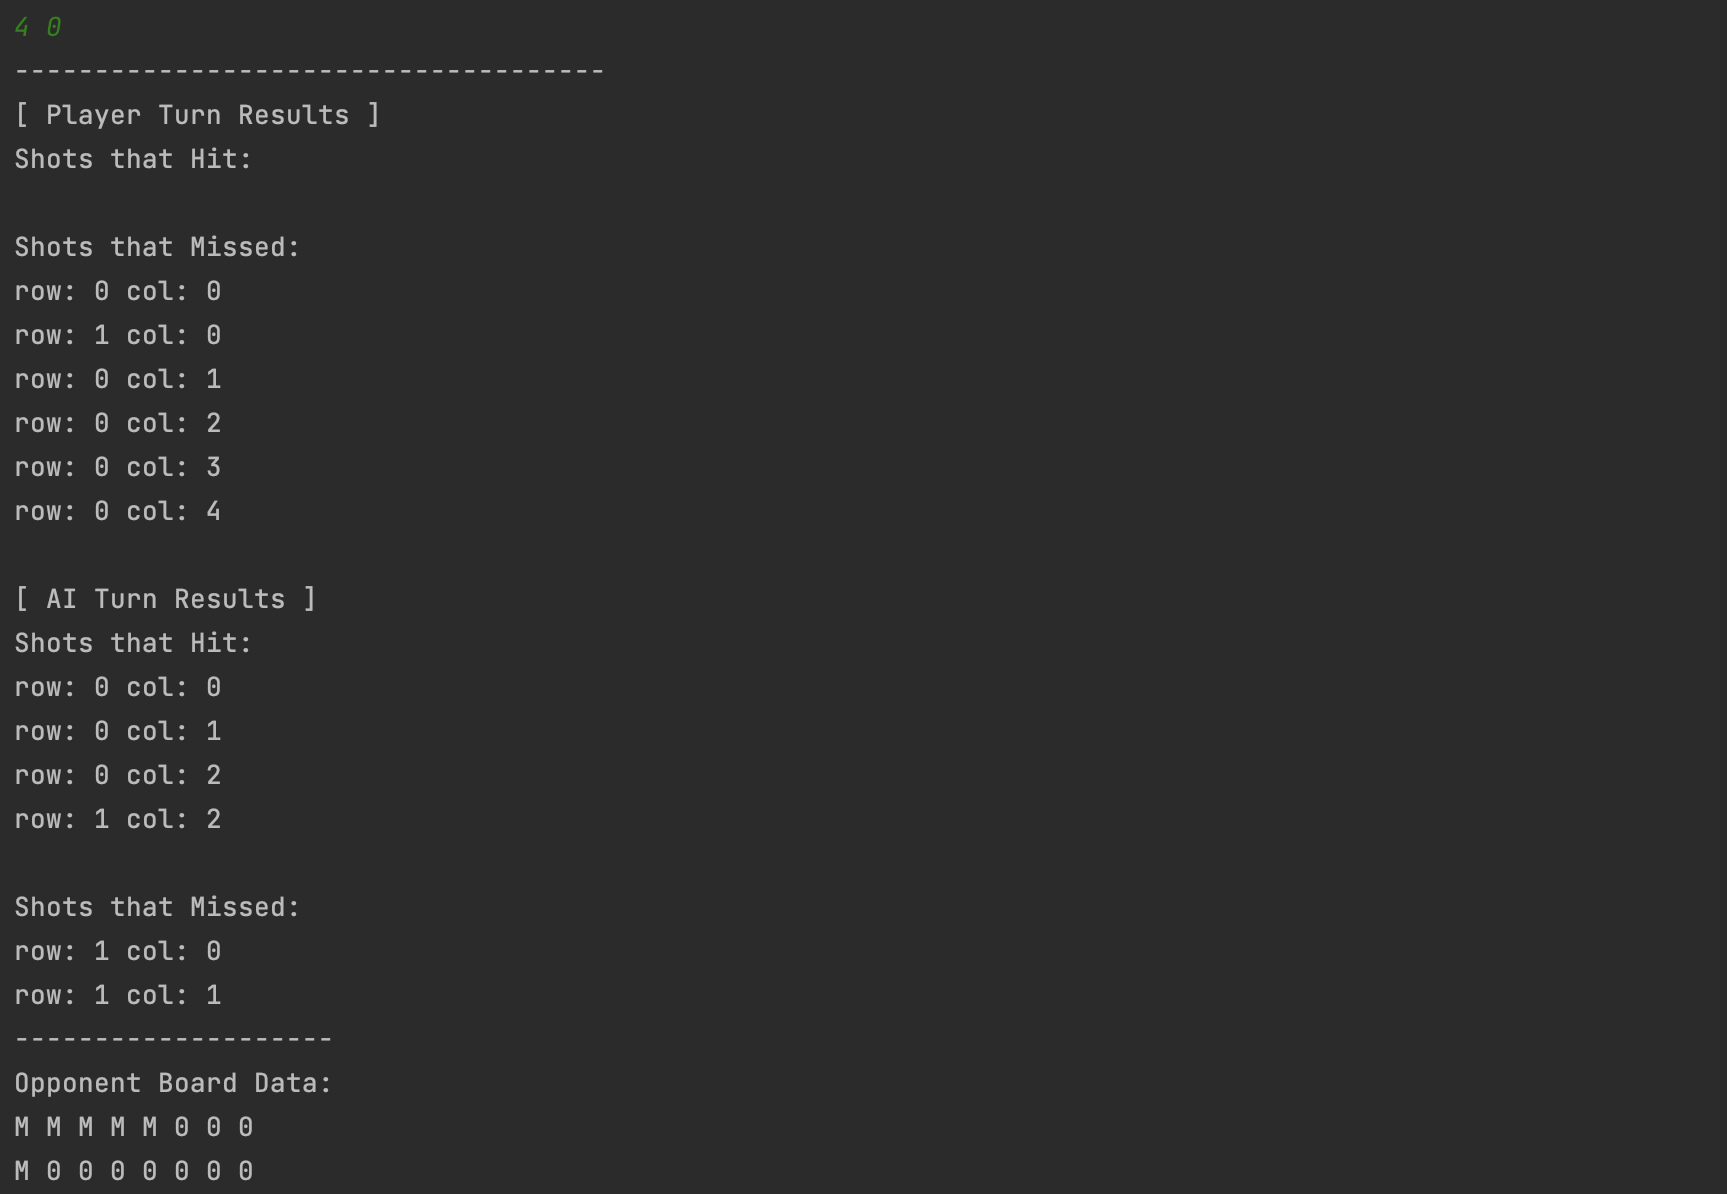 4 0
-------------------------------------
[ Player Turn Results ]
Shots that Hit:

Shots that Missed:
row: 0 col: 0
row: 1 col: 0
row: 0 col: 1
row: 0 col: 2
row: 0 col: 3
row: 0 col: 4

[ AI Turn Results ]
Shots that Hit:
row: 0 col: 0
row: 0 col: 1
row: 0 col: 2
row: 1 col: 2

Shots that Missed:
row: 1 col: 0
row: 1 col: 1
--------------------
Opponent Board Data:
M M M M M 0 0 0
M 0 0 0 0 0 0 0